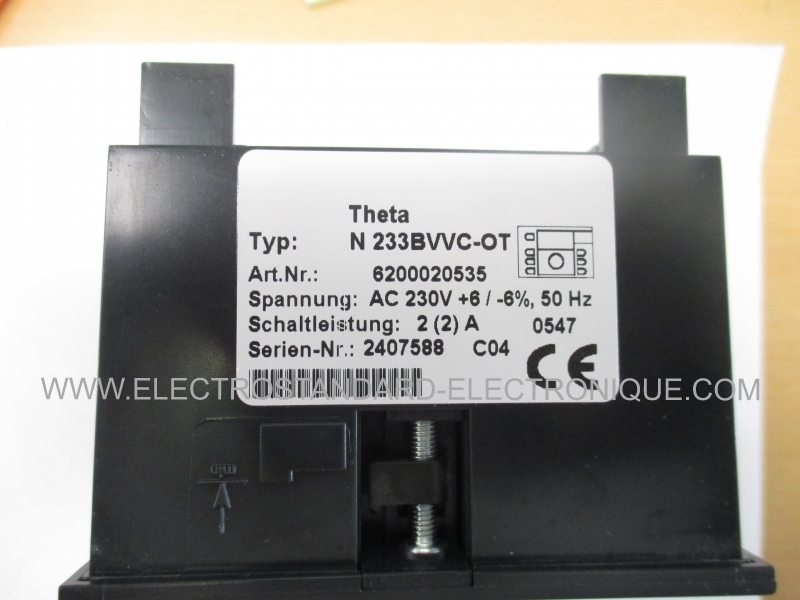 Theta
Typ: N 233BVVC-OT
Art.Nr.: 6200020535
Spannung: AC 230V +6 / -6%, 50 Hz
Schaltleistung: 2 (2) A 0547
Serien-Nr.: 2407588 C04
CE
WWW.ELECTROSTANDARD-ELECTRONIQUE.COM
min